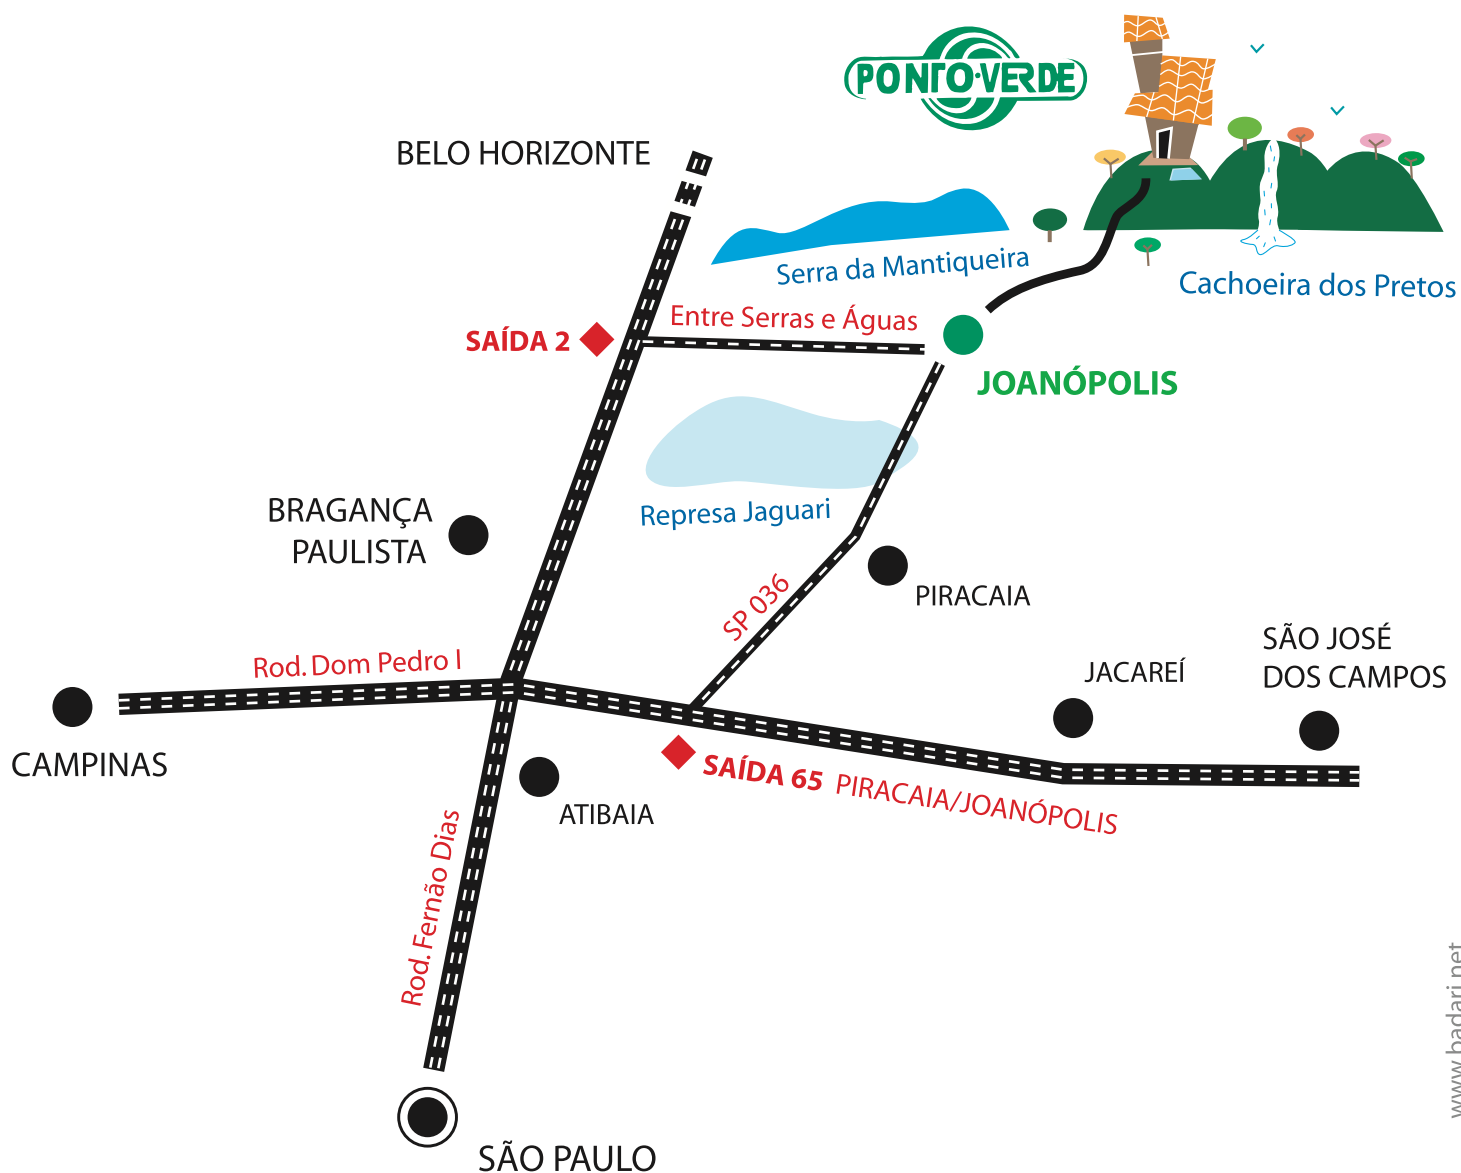 PONTO·VERDE
BELO HORIZONTE
Serra da Mantiqueira
Cachoeira dos Pretos
Entre Serras e Águas
SAÍDA 2
JOANÓPOLIS
BRAGANÇA
PAULISTA
Represa Jaguari
PIRACAIA
SP 036
SÃO JOSÉ
DOS CAMPOS
JACAREÍ
Rod. Dom Pedro I
CAMPINAS
SAÍDA 65 PIRACAIA/JOANÓPOLIS
ATIBAIA
Rod. Fernão Dias
SÃO PAULO
www.badari.net